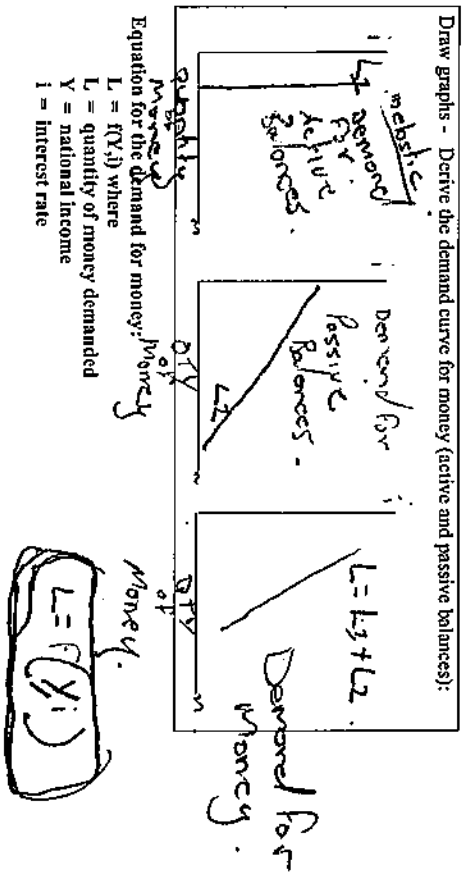 Draw graphs - Derive the demand curve for money (active and passive balances):
i
L1
Demand
for
Active
Balances.
n
Money
i
Demand for
Passive
Balances -
n
QTY
of
Money
i
L = L1 + L2
Demand for
Money.
n
QTY
of
Money.
Equation for the demand for money:
L = f(Y,i) where
L = quantity of money demanded
Y = national income
i = interest rate
L = f(Yi)